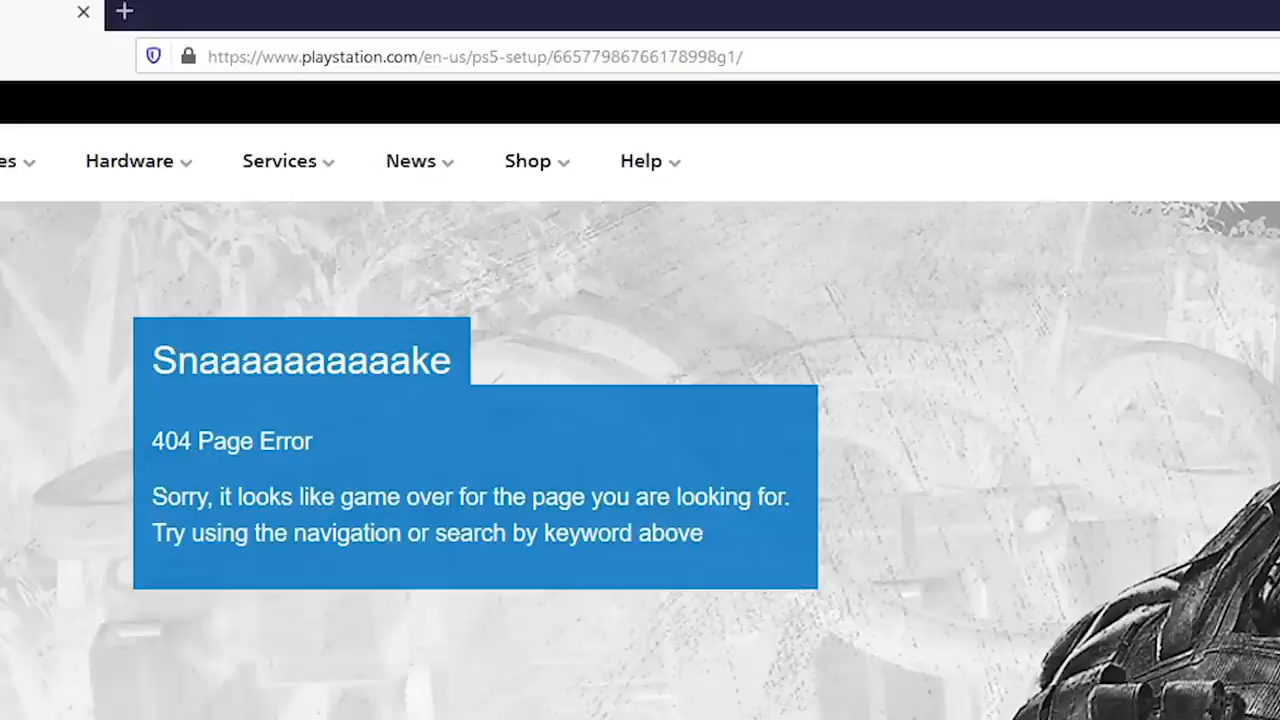 https://www.playstation.com/en-us/ps5-setup/66577986766178998g1/
es Hardware Services News Shop Help
Snaaaaaaaaaake
404 Page Error
Sorry, it looks like game over for the page you are looking for.
Try using the navigation or search by keyword above